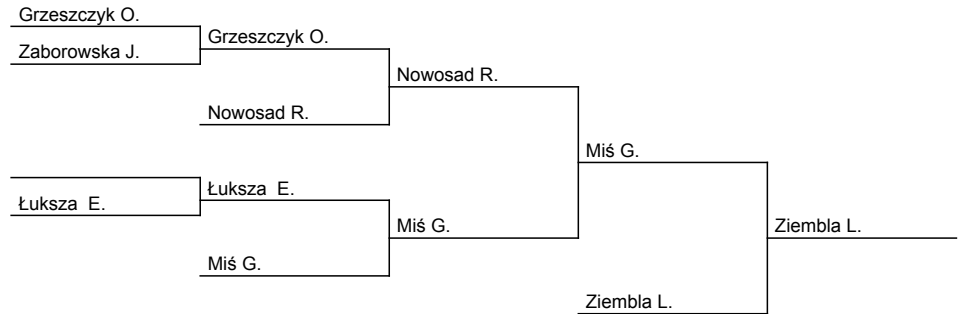 Grzeszczyk O.
Zaborowska J.
Grzeszczyk O.
Nowosad R.
Nowosad R.
Łuksza  E.
Łuksza  E.
Miś G.
Miś G.
Miś G.
Ziembla L.
Ziembla L.